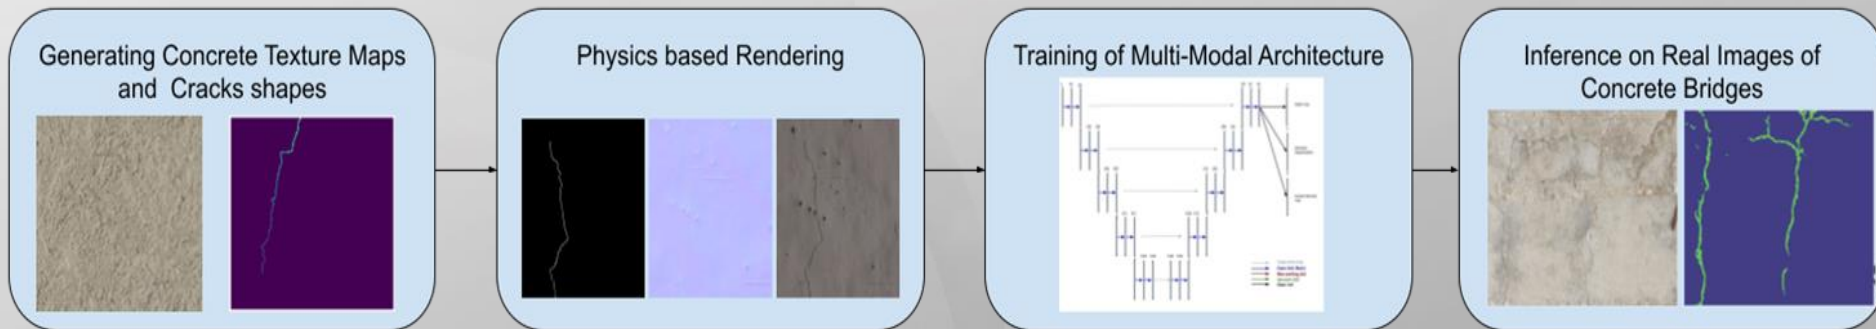 Generating Concrete Texture Maps
and Cracks shapes
Physics based Rendering
Training of Multi-Modal Architecture
Inference on Real Images of
Concrete Bridges